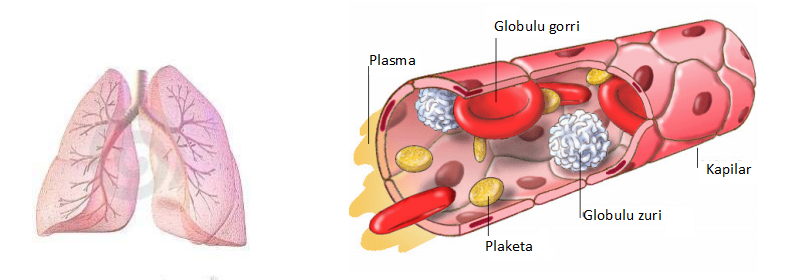 Globulu gorri
Plasma
Kapilar
Globulu zuri
Plaketa